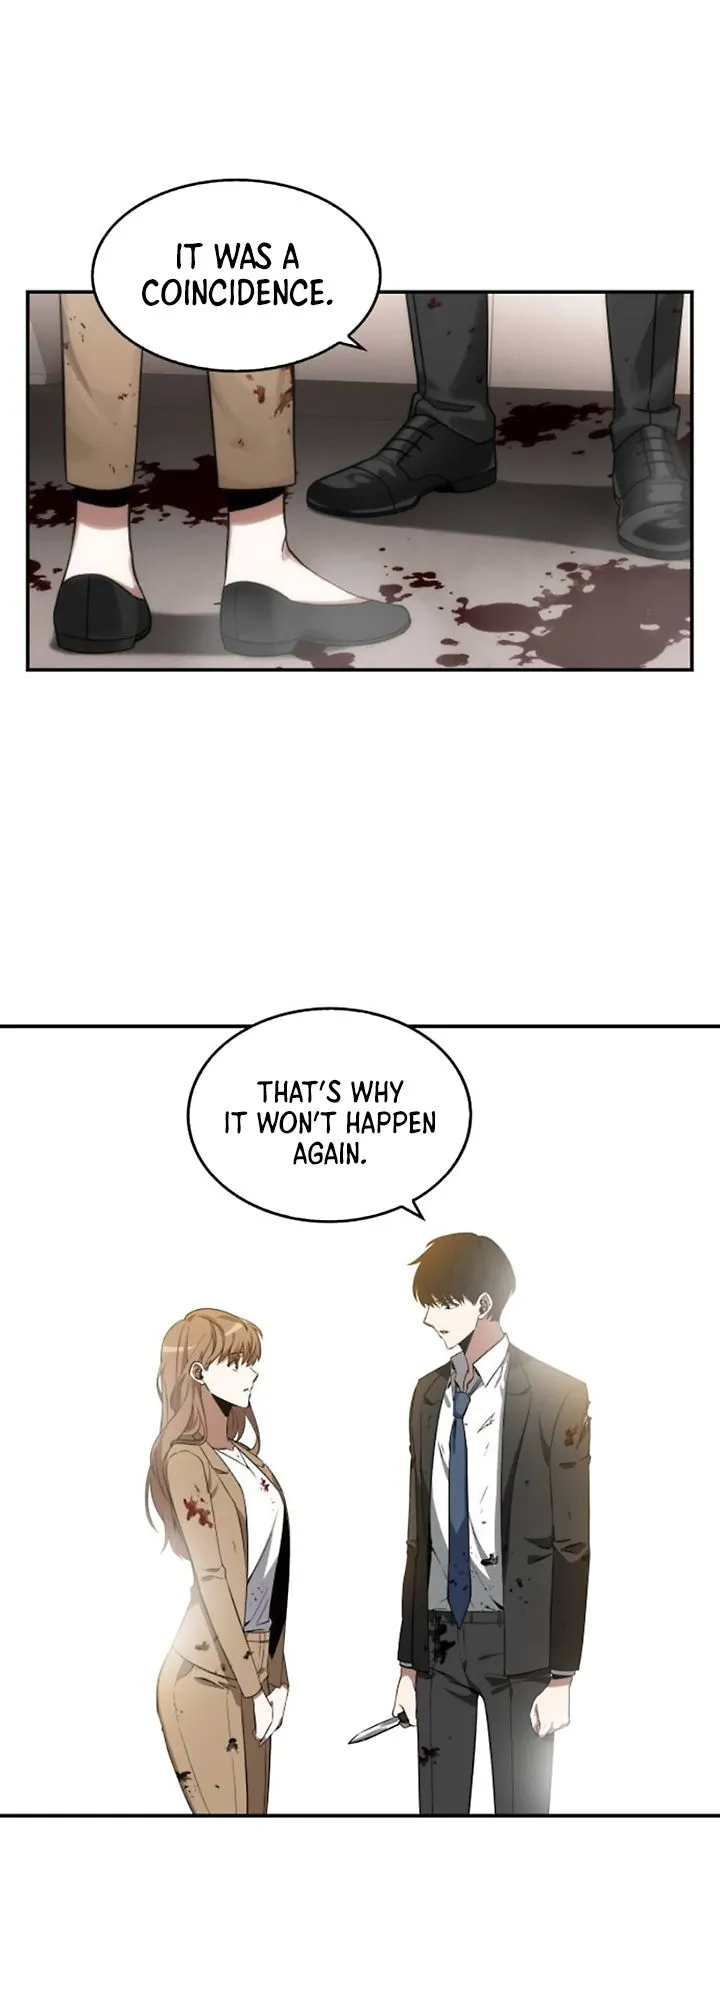 IT WAS A
COINCIDENCE.
THAT'S WHY
IT WON'T HAPPEN
AGAIN.